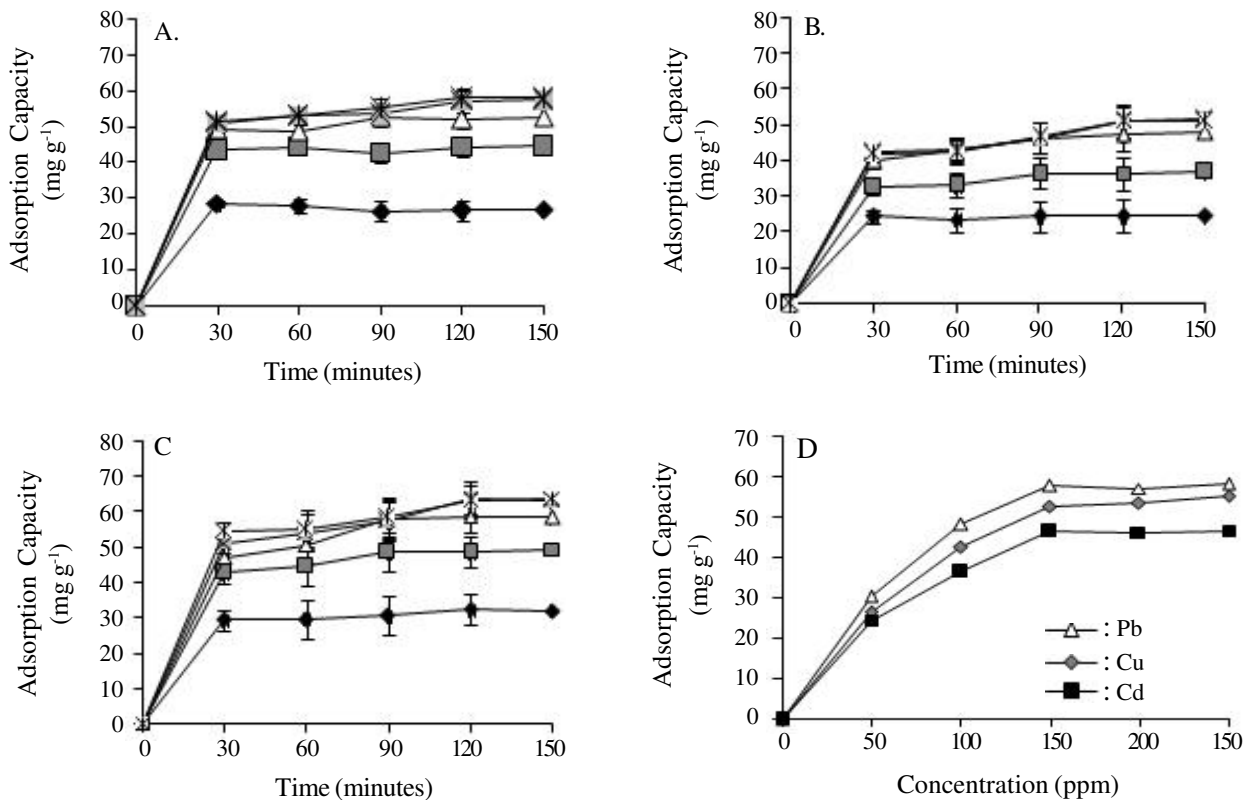 A.
Adsorption Capacity
(mg g-1)
80
70
60
50
40
30
20
10
0
0 30 60 90 120 150
Time (minutes)
B.
Adsorption Capacity
(mg g-1)
80
70
60
50
40
30
20
10
0
0 30 60 90 120 150
Time (minutes)
C
Adsorption Capacity
(mg g-1)
80
70
60
50
40
30
20
10
0
0 30 60 90 120 150
Time (minutes)
D
Adsorption Capacity
(mg g-1)
70
60
50
40
30
20
10
0
: Pb
: Cu
: Cd
0 50 100 150 200 150
Concentration (ppm)